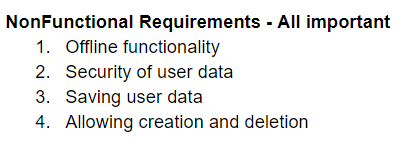 NonFunctional Requirements - All important
1. Offline functionality
2. Security of user data
3. Saving user data
4. Allowing creation and deletion